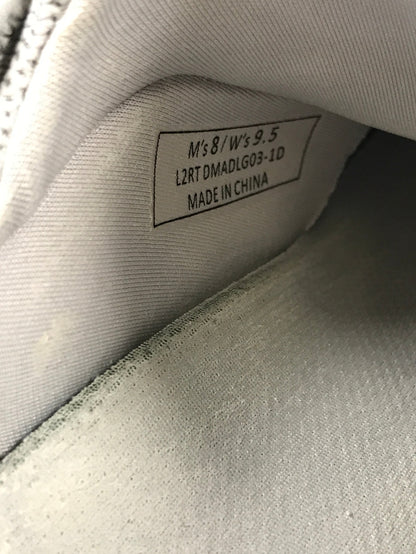 M's 8 / W's 9.5
L2RT DMADLG03-1D
MADE IN CHINA